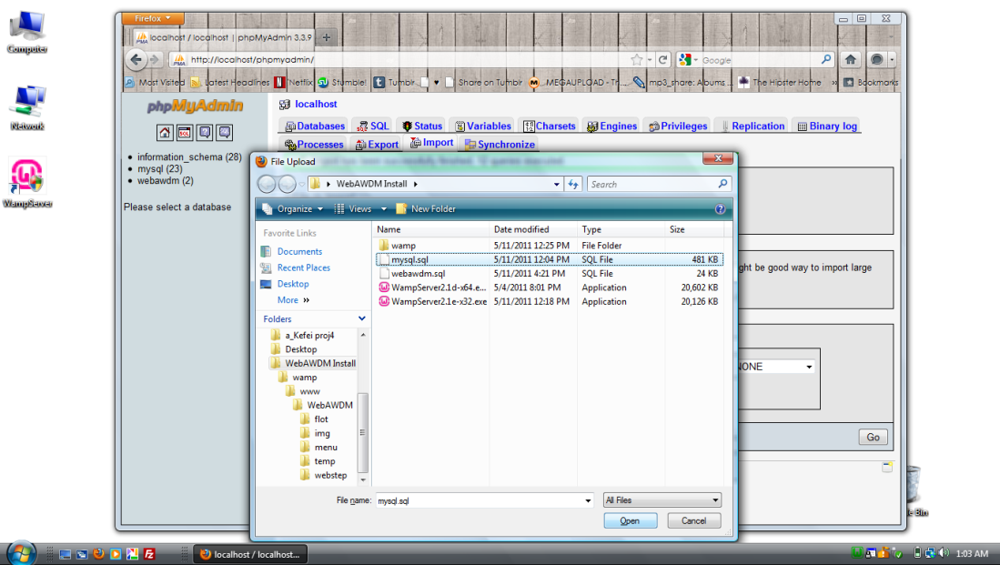 Computer
Network
WampServer
Firefox
localhost / localhost | phpMyAdmin 3.3.9
http://localhost/phpmyadmin/
Google
Most Visited
Latest Headlines
Netflix
Stumble!
Tumblr
Share on Tumblr
MEGAUPLOAD - Tr...
mp3_share: Albums...
The Hipster Home
»
Bookmarks
phpMyAdmin
SQL
information_schema (28)
mysql (23)
webawdm (2)
Please select a database
localhost
Databases SQL Status Variables Charsets Engines Privileges Replication Binary log
Processes Export Import Synchronize
File Upload
WebAWDM Install
Search
Organize Views New Folder
Favorite Links
Documents
Recent Places
Desktop
More »
Folders
a_Kefei proj4
Desktop
WebAWDM Install
wamp
www
WebAWDM
flot
img
menu
temp
webstep
Name Date modified Type Size
wamp 5/11/2011 12:25 PM File Folder
mysql.sql 5/11/2011 12:04 PM SQL File 481 KB
webawdm.sql 5/11/2011 4:21 PM SQL File 24 KB
WampServer2.1d-x64.e... 5/4/2011 8:01 PM Application 20,602 KB
WampServer2.1e-x32.exe 5/11/2011 12:18 PM Application 20,126 KB
File name: mysql.sql All Files
Open Cancel
ght be good way to import large
NONE
Go
localhost / localhost...
1:03 AM